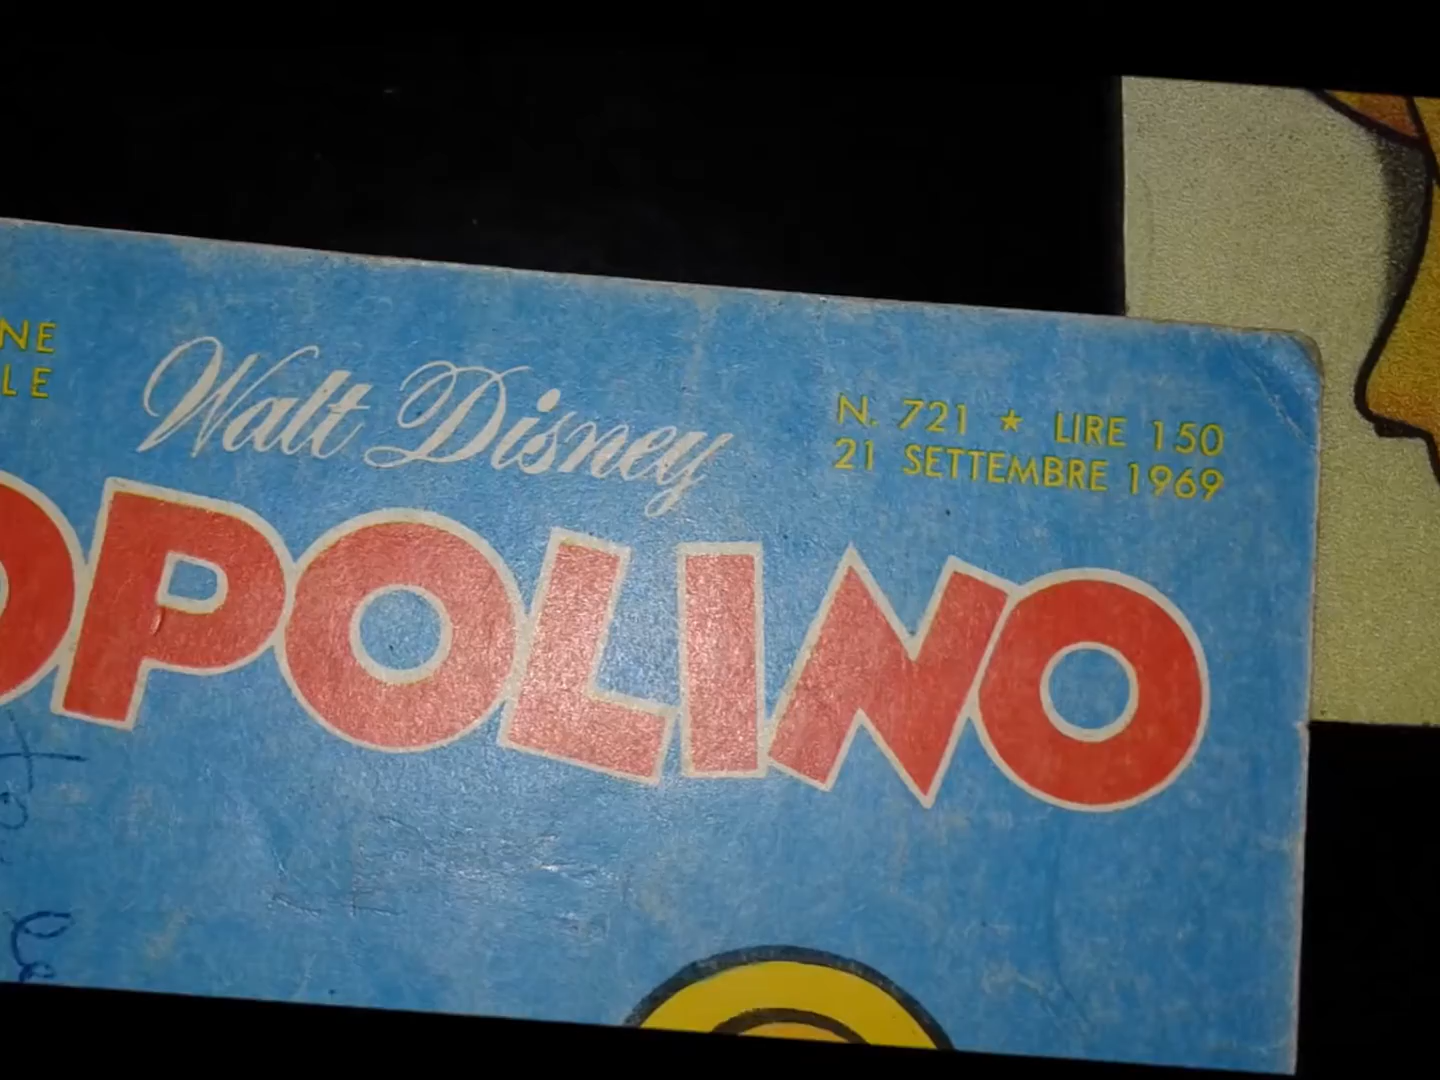 NE
LE
Walt Disney
N. 721 ★ LIRE 150
21 SETTEMBRE 1969
OPOLINO